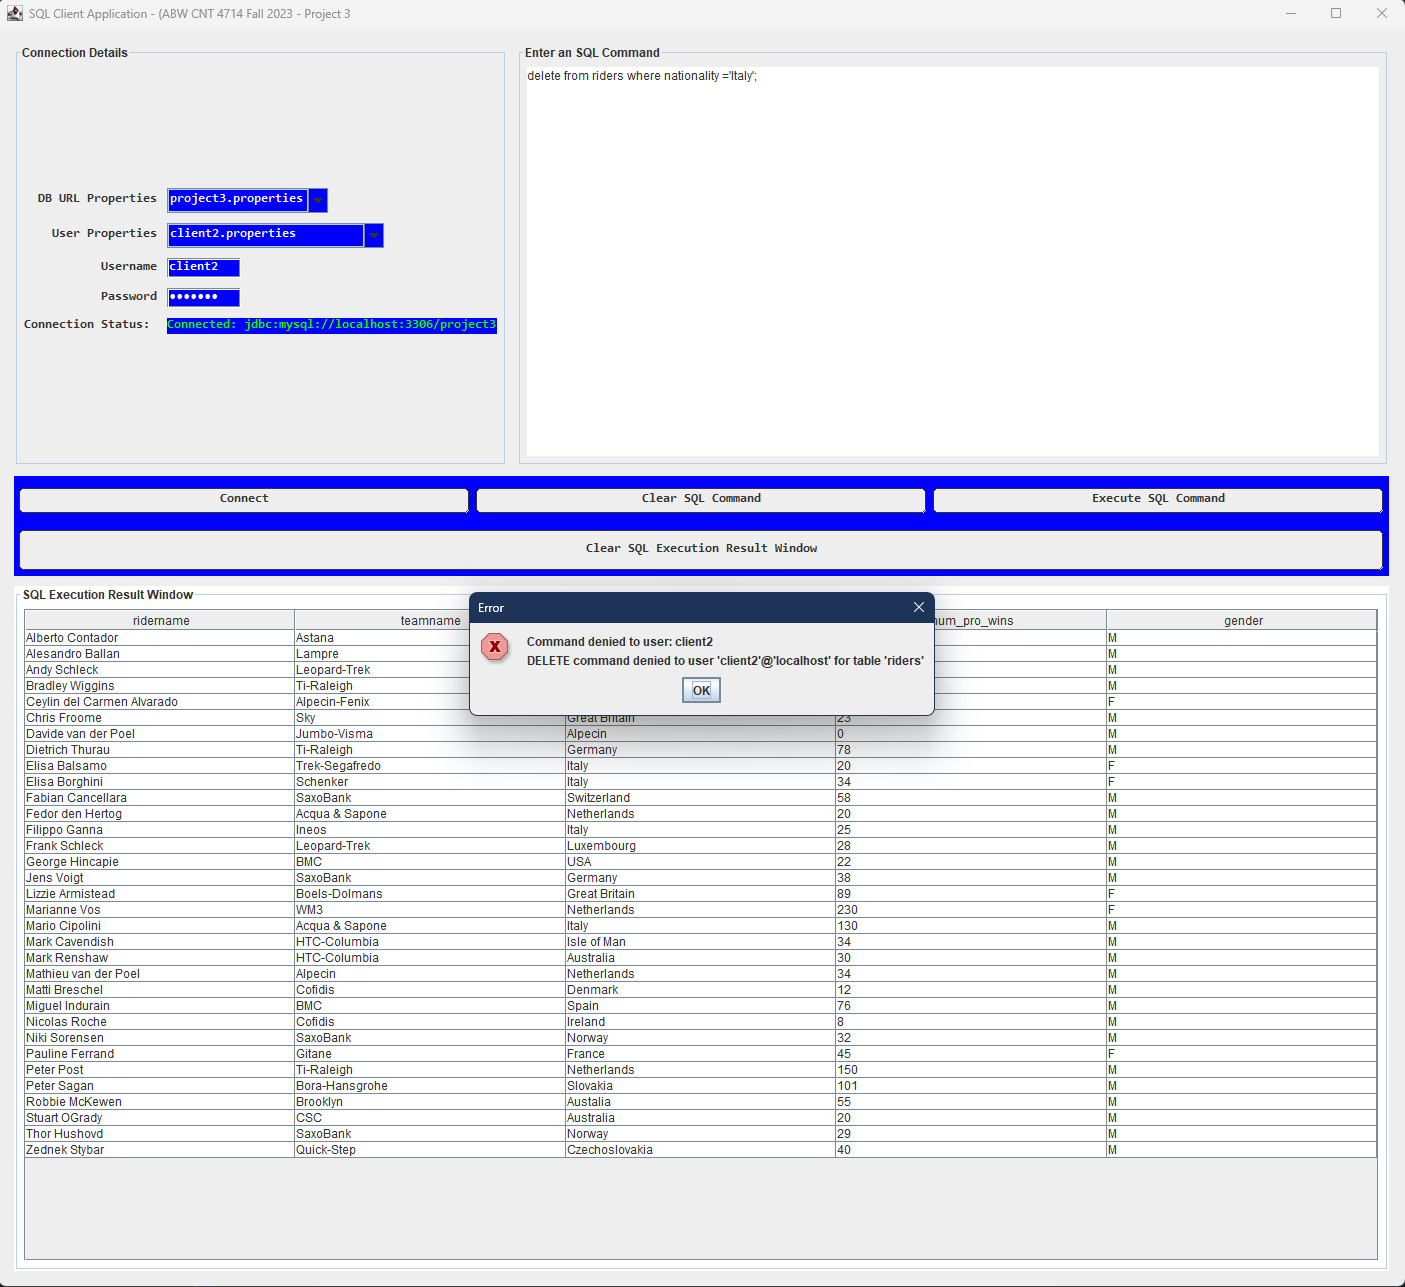 SQL Client Application - (ABW CNT 4714 Fall 2023 - Project 3
Connection Details
DB URL Properties project3.properties
User Properties client2.properties
Username client2
Password •••••••
Connection Status: Connected: jdbc:mysql://localhost:3306/project3
Enter an SQL Command
delete from riders where nationality ='Italy';
Connect Clear SQL Command Execute SQL Command
Clear SQL Execution Result Window
SQL Execution Result Window
Error
Command denied to user: client2
DELETE command denied to user 'client2'@'localhost' for table 'riders'
OK
ridername teamname num_pro_wins gender
Alberto Contador Astana M
Alesandro Ballan Lampre M
Andy Schleck Leopard-Trek M
Bradley Wiggins Ti-Raleigh M
Ceylin del Carmen Alvarado Alpecin-Fenix F
Chris Froome Sky Great Britain 23 M
Davide van der Poel Jumbo-Visma Alpecin 0 M
Dietrich Thurau Ti-Raleigh Germany 78 M
Elisa Balsamo Trek-Segafredo Italy 20 F
Elisa Borghini Schenker Italy 34 F
Fabian Cancellara SaxoBank Switzerland 58 M
Fedor den Hertog Acqua & Sapone Netherlands 20 M
Filippo Ganna Ineos Italy 25 M
Frank Schleck Leopard-Trek Luxembourg 28 M
George Hincapie BMC USA 22 M
Jens Voigt SaxoBank Germany 38 M
Lizzie Armistead Boels-Dolmans Great Britain 89 F
Marianne Vos WM3 Netherlands 230 F
Mario Cipolini Acqua & Sapone Italy 130 M
Mark Cavendish HTC-Columbia Isle of Man 34 M
Mark Renshaw HTC-Columbia Australia 30 M
Mathieu van der Poel Alpecin Netherlands 34 M
Matti Breschel Cofidis Denmark 12 M
Miguel Indurain BMC Spain 76 M
Nicolas Roche Cofidis Ireland 8 M
Niki Sorensen SaxoBank Norway 32 M
Pauline Ferrand Gitane France 45 F
Peter Post Ti-Raleigh Netherlands 150 M
Peter Sagan Bora-Hansgrohe Slovakia 101 M
Robbie McKewen Brooklyn Austalia 55 M
Stuart OGrady CSC Australia 20 M
Thor Hushovd SaxoBank Norway 29 M
Zednek Stybar Quick-Step Czechoslovakia 40 M